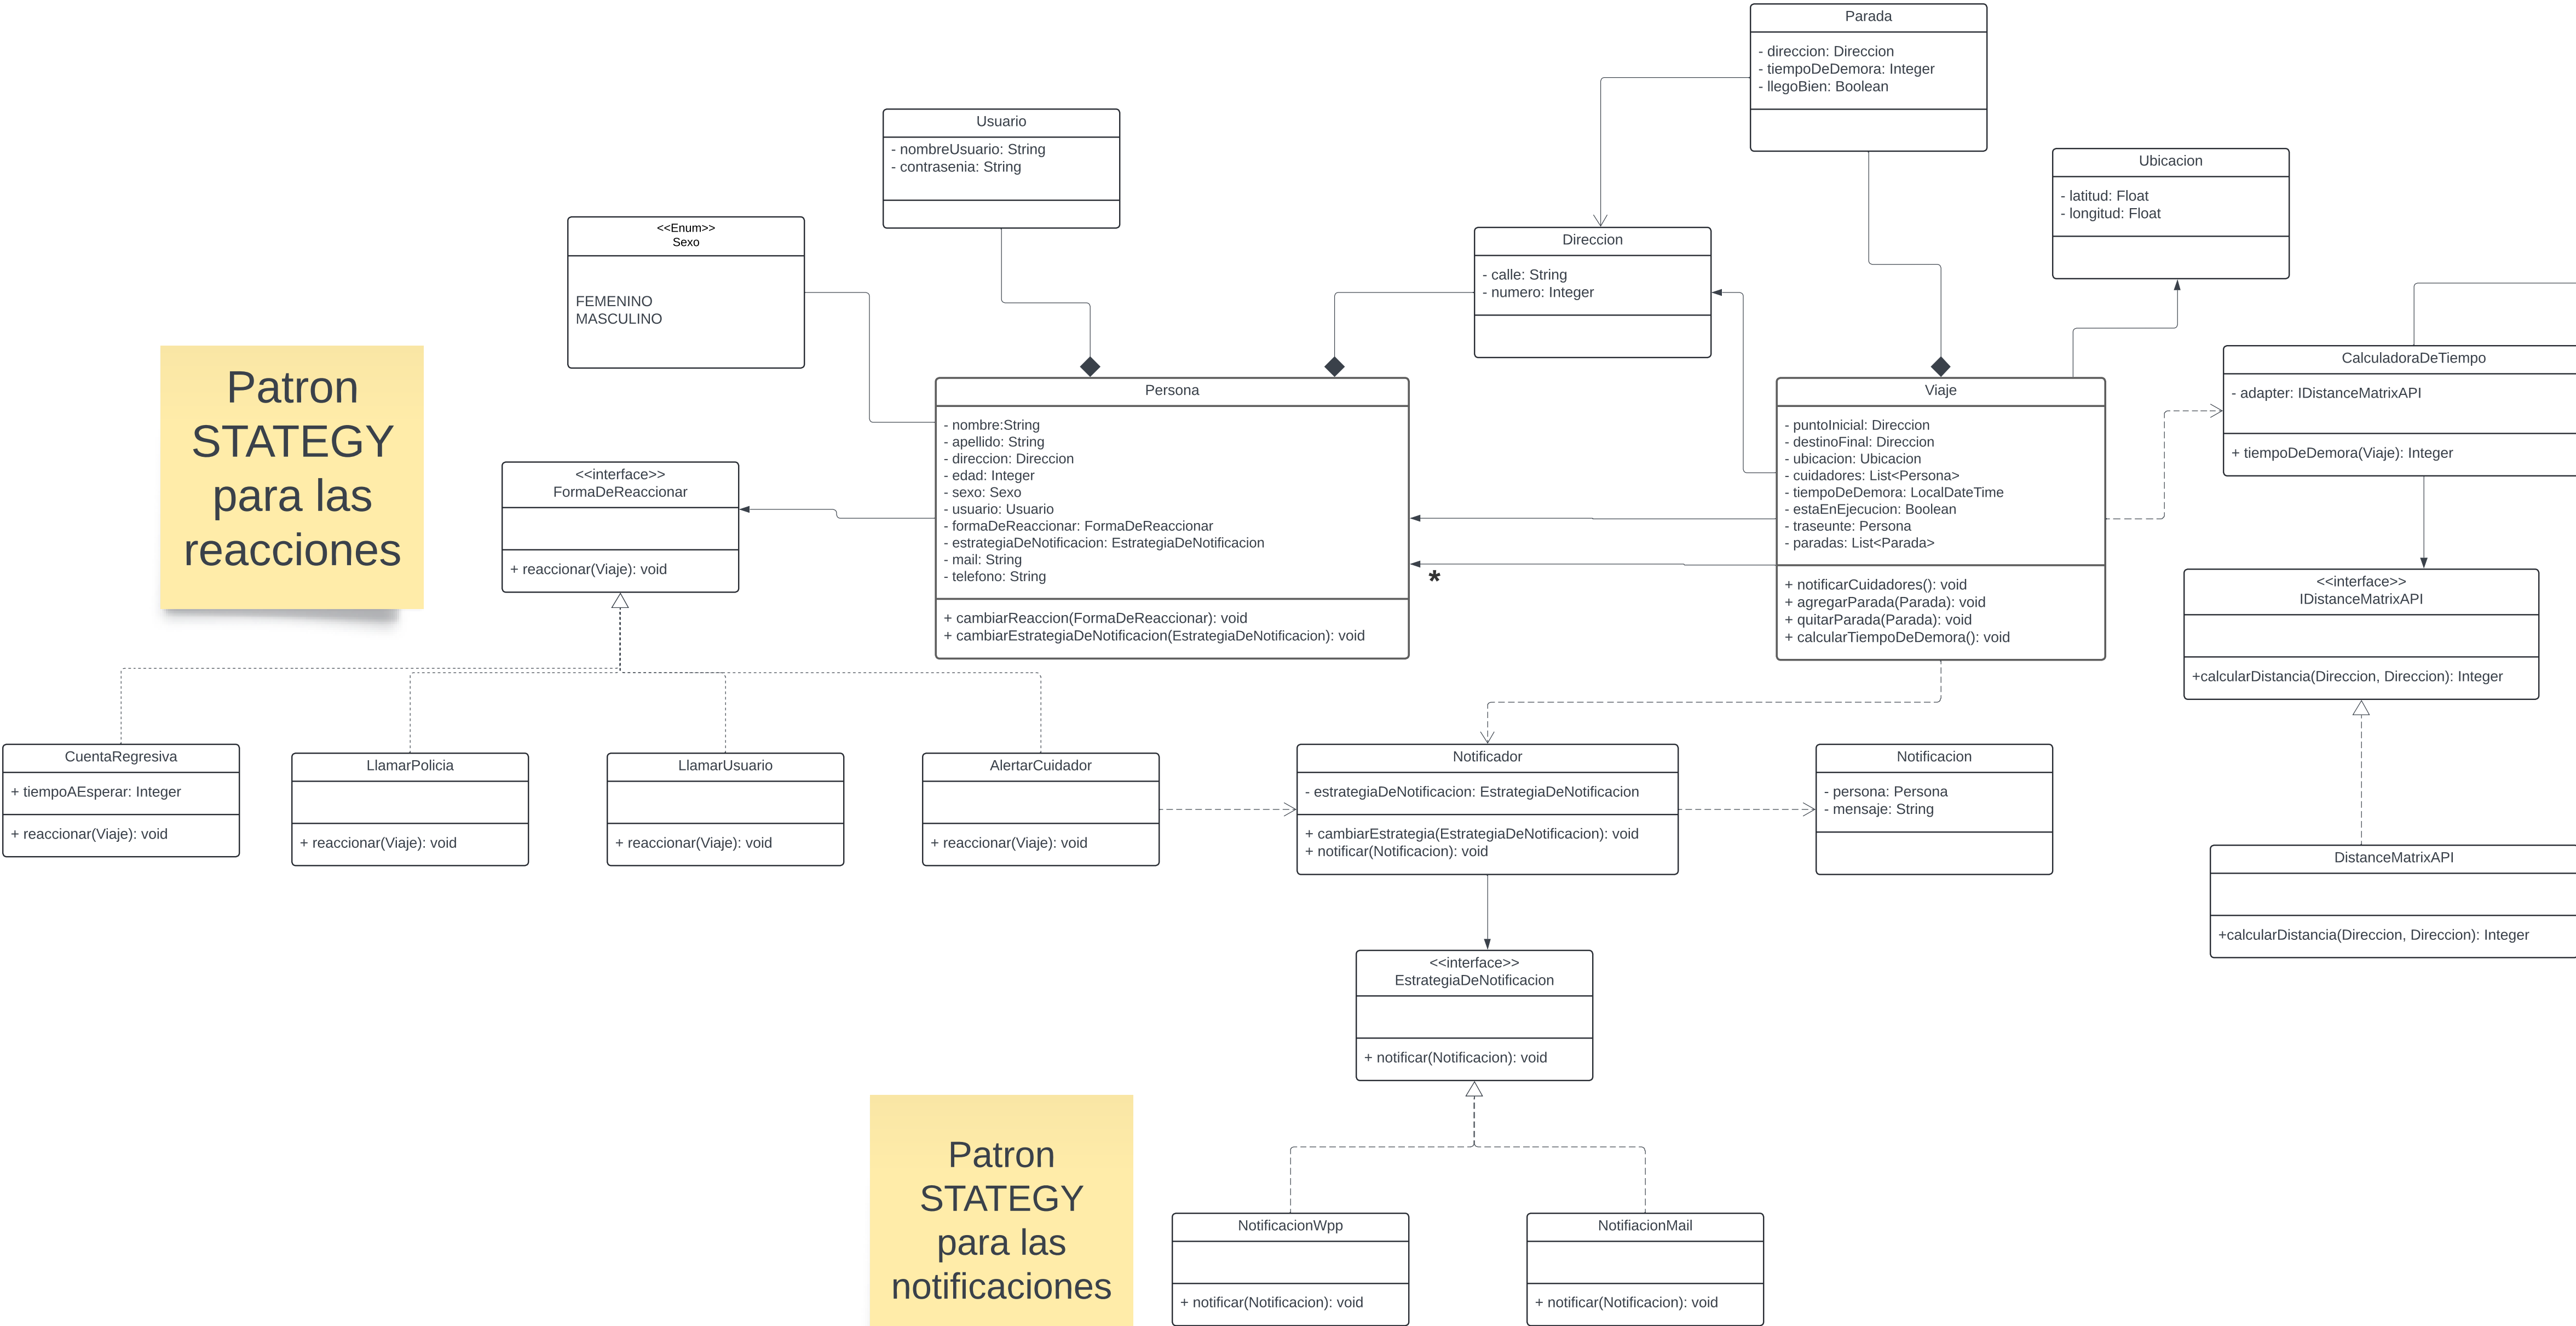 Parada
- direccion: Direccion
- tiempoDeDemora: Integer
- llegoBien: Boolean
Usuario
- nombreUsuario: String
- contrasenia: String
Ubicacion
- latitud: Float
- longitud: Float
<<Enum>>
Sexo
FEMENINO
MASCULINO
Direccion
- calle: String
- numero: Integer
Patron
STATEGY
para las
reacciones
Persona
- nombre:String
- apellido: String
- direccion: Direccion
- edad: Integer
- sexo: Sexo
- usuario: Usuario
- formaDeReaccionar: FormaDeReaccionar
- estrategiaDeNotificacion: EstrategiaDeNotificacion
- mail: String
- telefono: String
+ cambiarReaccion(FormaDeReaccionar): void
+ cambiarEstrategiaDeNotificacion(EstrategiaDeNotificacion): void
*
Viaje
- puntoInicial: Direccion
- destinoFinal: Direccion
- ubicacion: Ubicacion
- cuidadores: List<Persona>
- tiempoDeDemora: LocalDateTime
- estaEnEjecucion: Boolean
- traseunte: Persona
- paradas: List<Parada>
+ notificarCuidadores(): void
+ agregarParada(Parada): void
+ quitarParada(Parada): void
+ calcularTiempoDeDemora(): void
CalculadoraDeTiempo
- adapter: IDistanceMatrixAPI
+ tiempoDeDemora(Viaje): Integer
<<interface>>
FormaDeReaccionar
+ reaccionar(Viaje): void
<<interface>>
IDistanceMatrixAPI
+calcularDistancia(Direccion, Direccion): Integer
CuentaRegresiva
+ tiempoAEsperar: Integer
+ reaccionar(Viaje): void
LlamarPolicia
+ reaccionar(Viaje): void
LlamarUsuario
+ reaccionar(Viaje): void
AlertarCuidador
+ reaccionar(Viaje): void
Notificador
- estrategiaDeNotificacion: EstrategiaDeNotificacion
+ cambiarEstrategia(EstrategiaDeNotificacion): void
+ notificar(Notificacion): void
Notificacion
- persona: Persona
- mensaje: String
DistanceMatrixAPI
+calcularDistancia(Direccion, Direccion): Integer
<<interface>>
EstrategiaDeNotificacion
+ notificar(Notificacion): void
Patron
STATEGY
para las
notificaciones
NotificacionWpp
+ notificar(Notificacion): void
NotifiacionMail
+ notificar(Notificacion): void